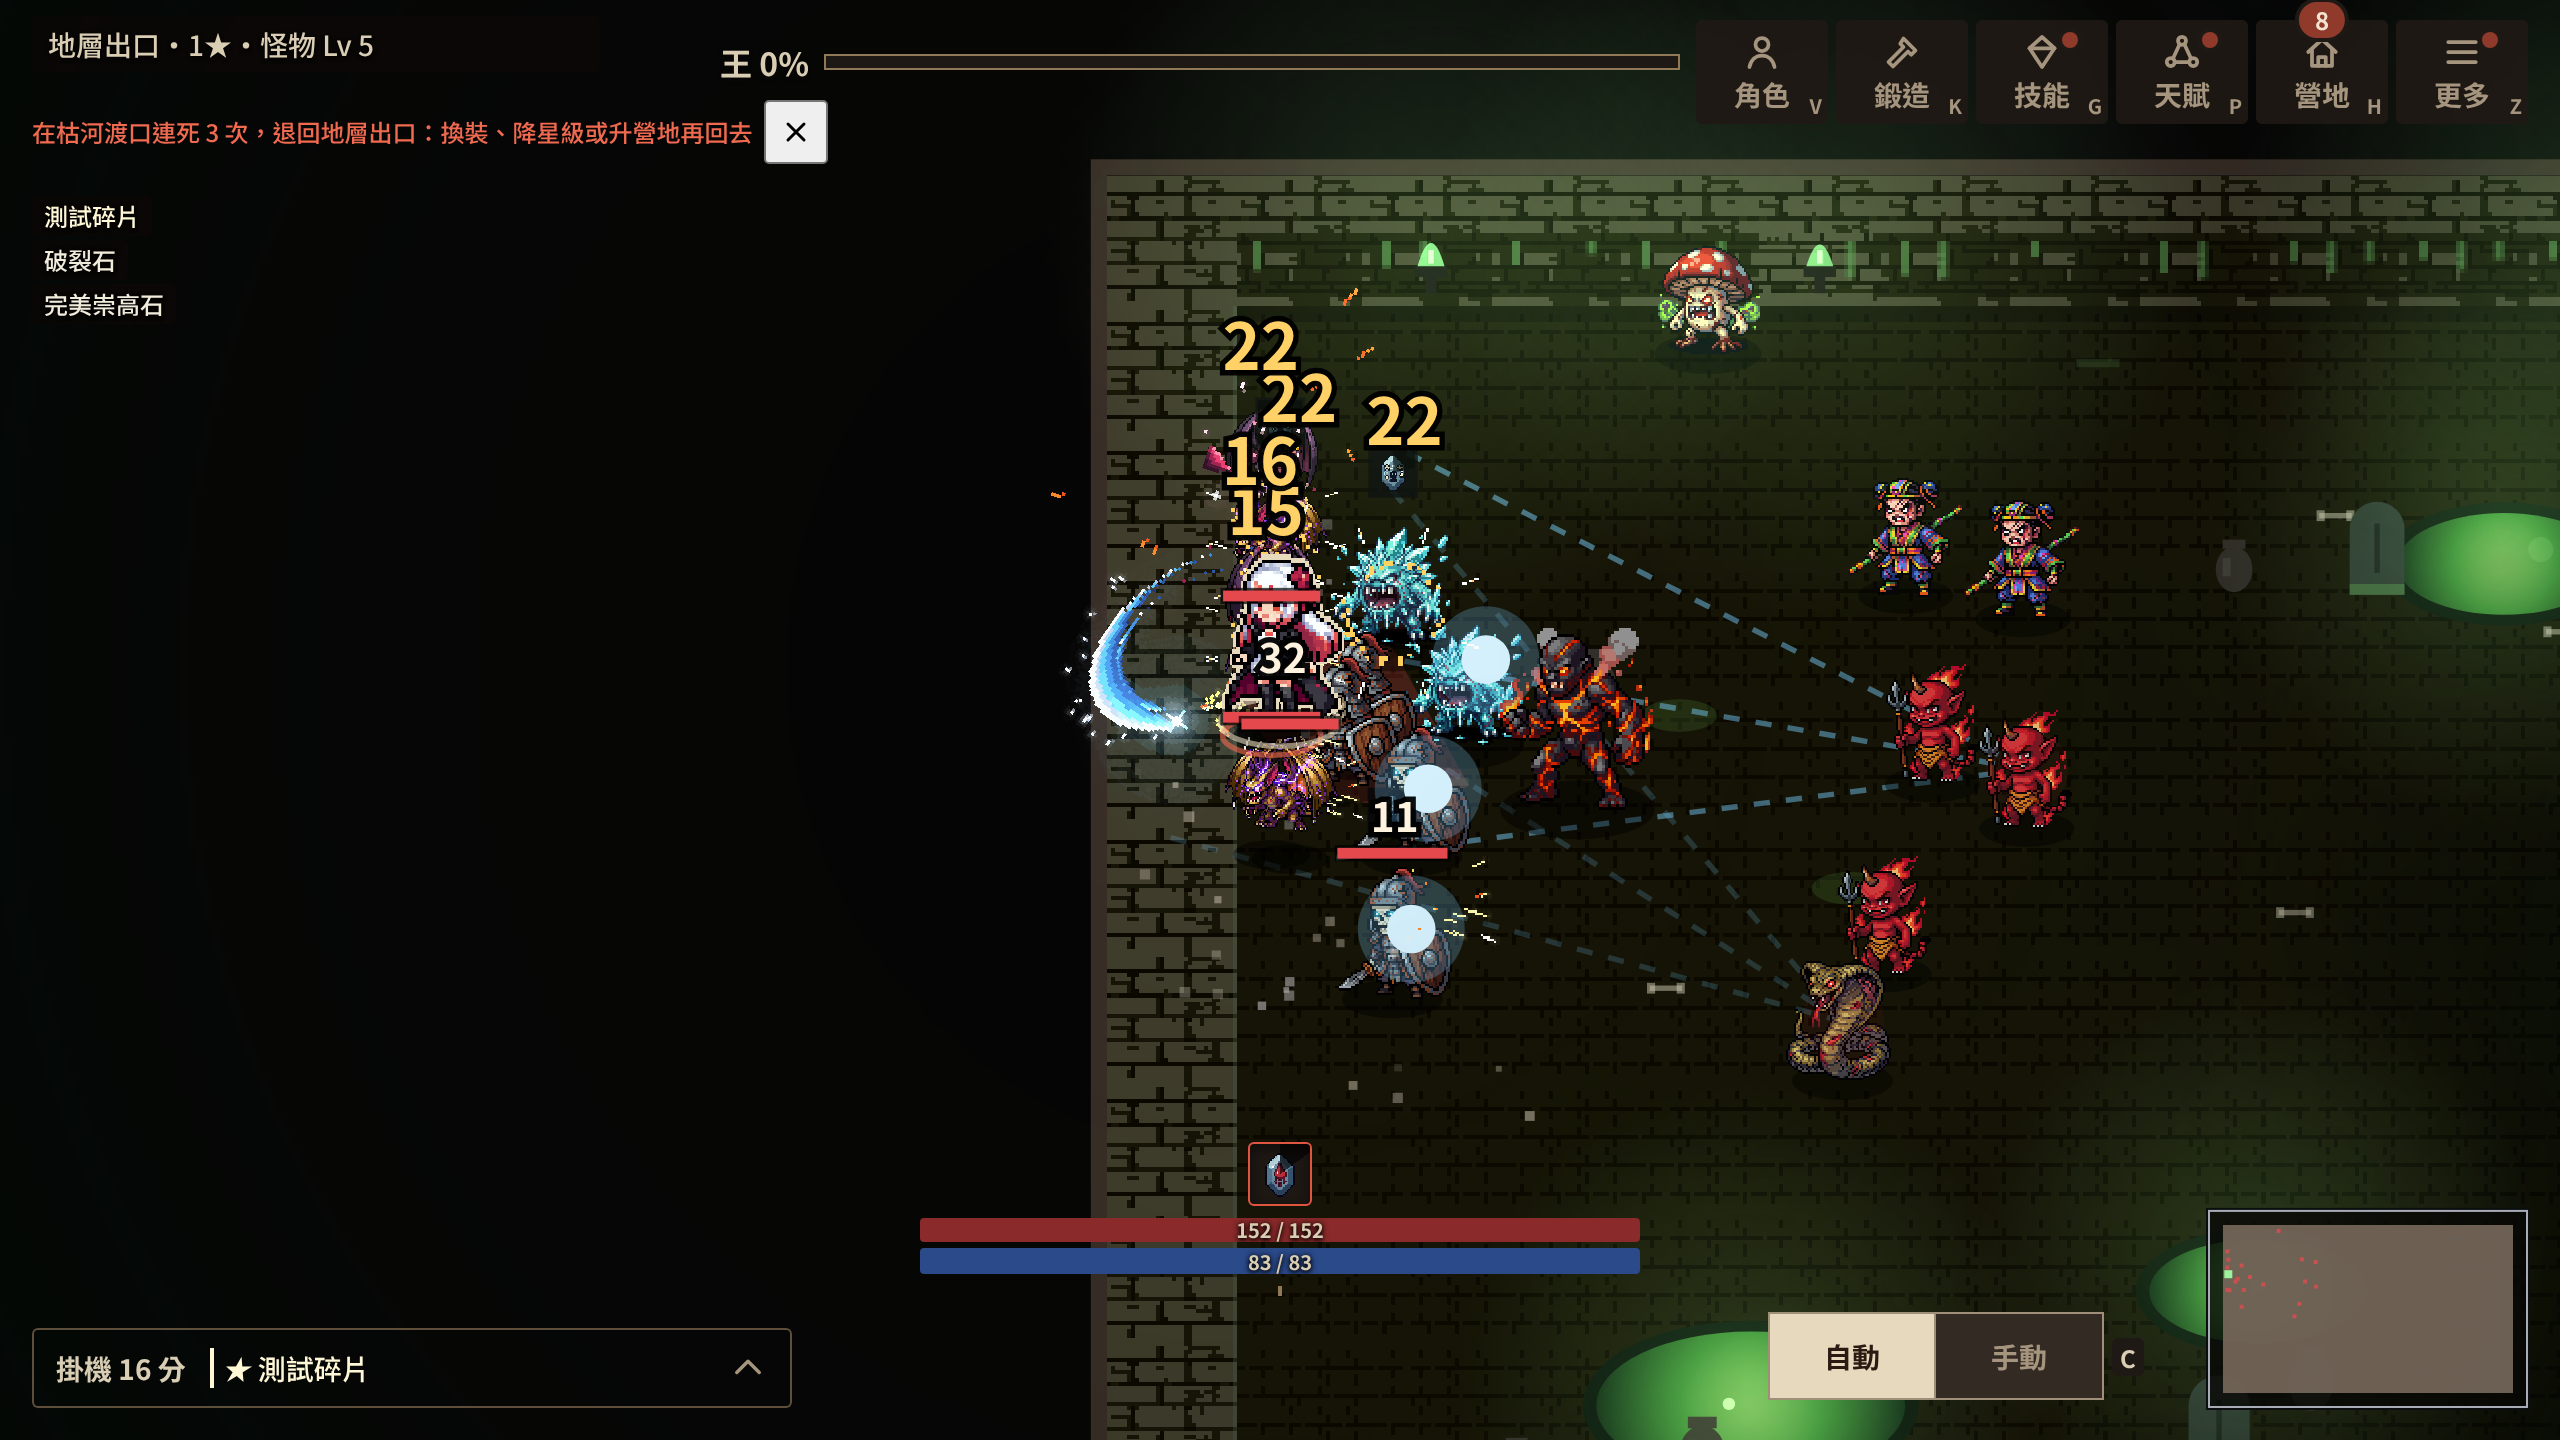 地層出口・1★・怪物 Lv 5
王 0%
角色 V
鍛造 K
技能 G
天賦 P
8
營地 H
更多 Z
在枯河渡口連死 3 次，退回地層出口：換裝、降星級或升營地再回去
測試碎片
破裂石
完美崇高石
22
22
22
16
15
32
11
152 / 152
83 / 83
掛機 16 分
★ 測試碎片
自動
手動
C